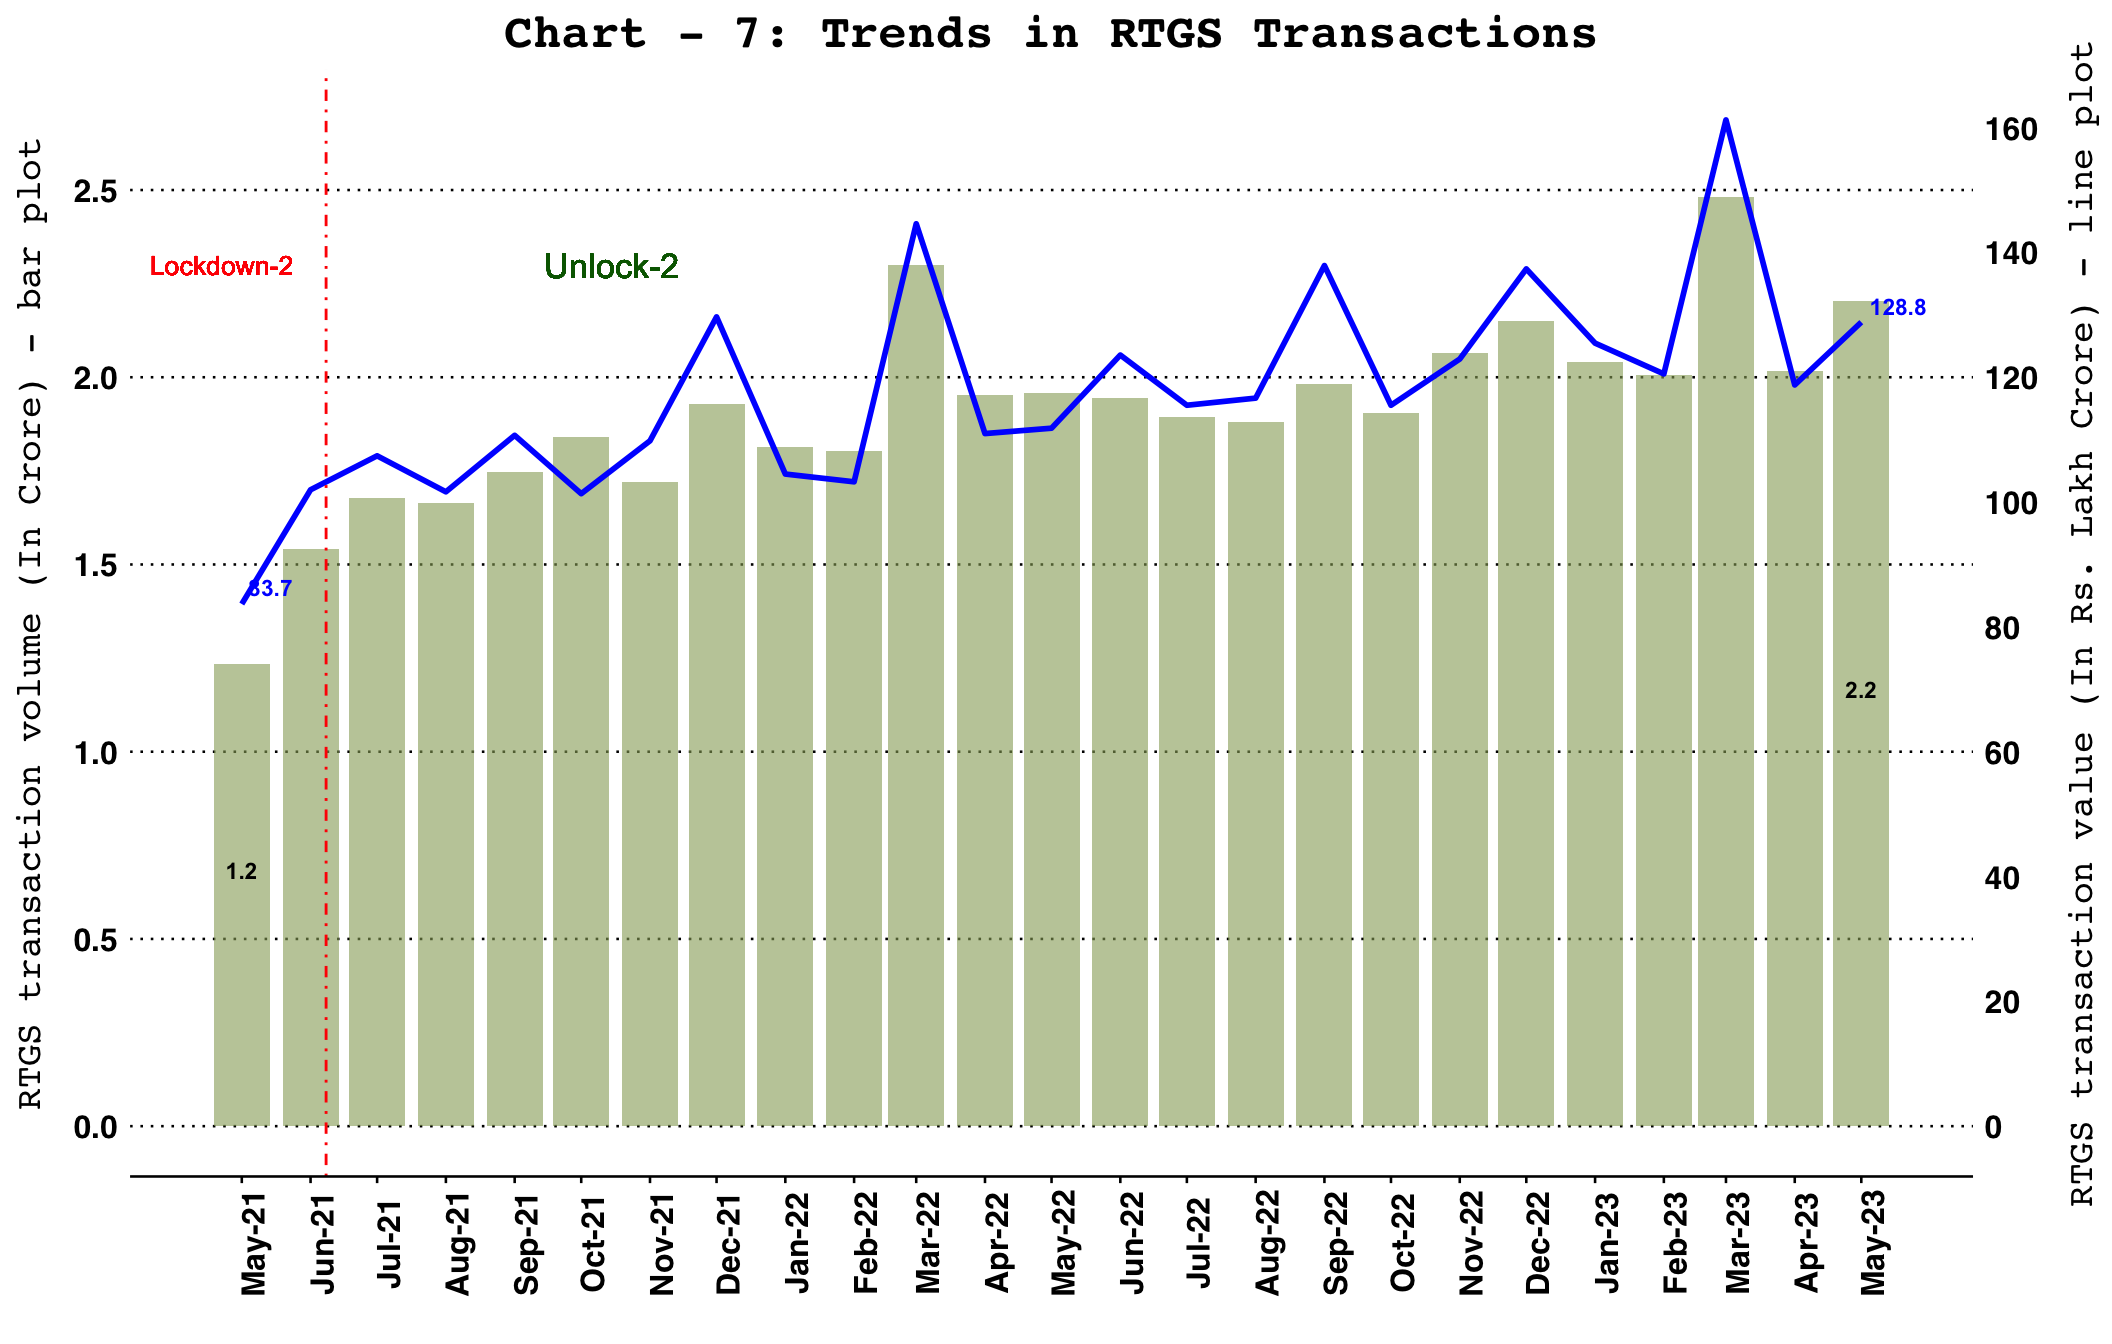 Chart - 7: Trends in RTGS Transactions
RTGS transaction volume (In Crore) - bar plot
2.5
2.0
1.5
1.0
0.5
0.0
Lockdown-2
Unlock-2
83.7
128.8
1.2
2.2
160
140
120
100
80
60
40
20
0
RTGS transaction value (In Rs. Lakh Crore) - line plot
May-21
Jun-21
Jul-21
Aug-21
Sep-21
Oct-21
Nov-21
Dec-21
Jan-22
Feb-22
Mar-22
Apr-22
May-22
Jun-22
Jul-22
Aug-22
Sep-22
Oct-22
Nov-22
Dec-22
Jan-23
Feb-23
Mar-23
Apr-23
May-23